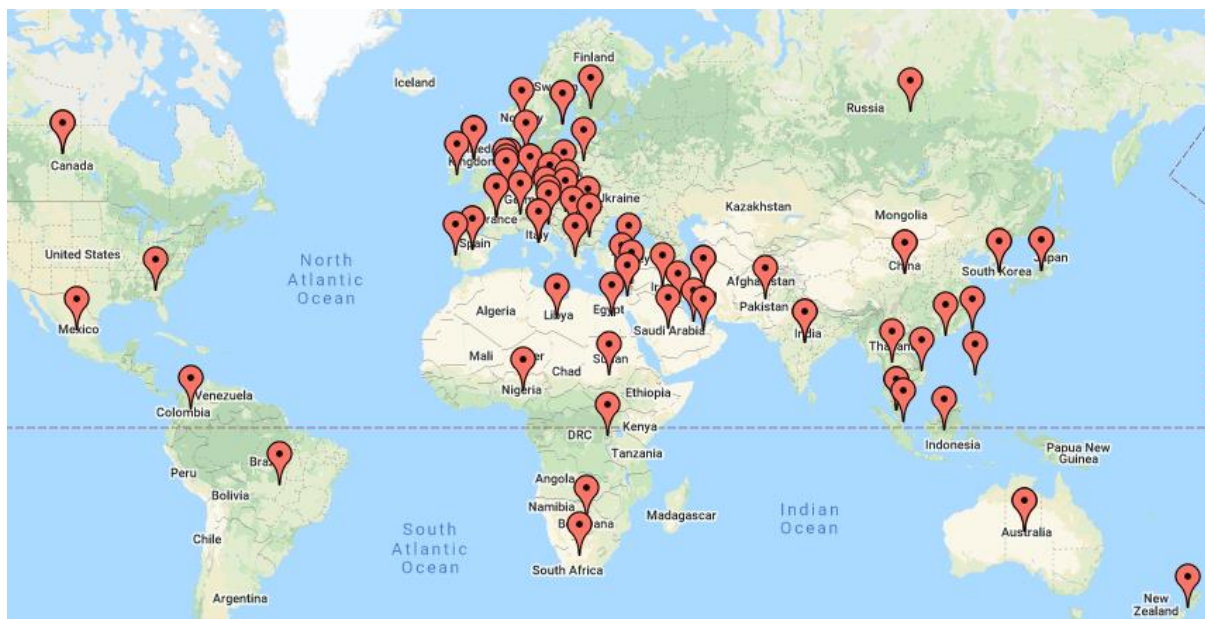 Iceland
Finland
Russia
Canada
Ukraine
Kazakhstan
Mongolia
France
United States
Spain
Italy
China
South Korea
Japan
North
Atlantic
Ocean
Afghanistan
Algeria
Libya
Egypt
Pakistan
Mexico
Saudi Arabia
India
Mali
Chad
Sudan
Nigeria
Ethiopia
Venezuela
Colombia
DRC
Kenya
Indonesia
Papua New
Guinea
Tanzania
Peru
Bolivia
Angola
Namibia
Madagascar
Indian
Ocean
South
Atlantic
Ocean
Chile
Australia
South Africa
Argentina
New
Zealand